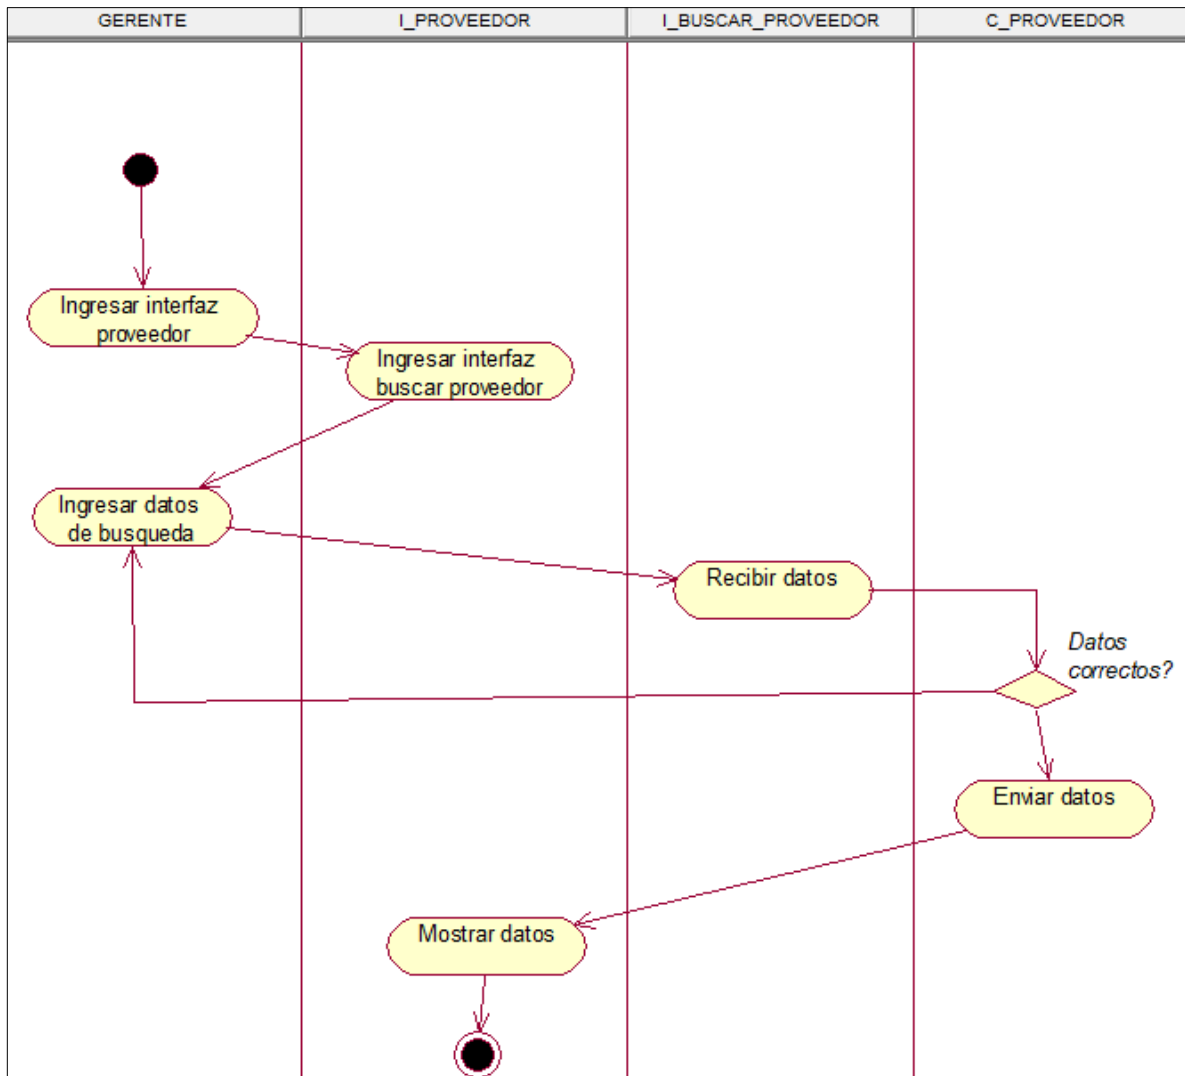 GERENTE
I_PROVEEDOR
I_BUSCAR_PROVEEDOR
C_PROVEEDOR
Ingresar interfaz
proveedor
Ingresar interfaz
buscar proveedor
Ingresar datos
de busqueda
Recibir datos
Datos
correctos?
Enviar datos
Mostrar datos